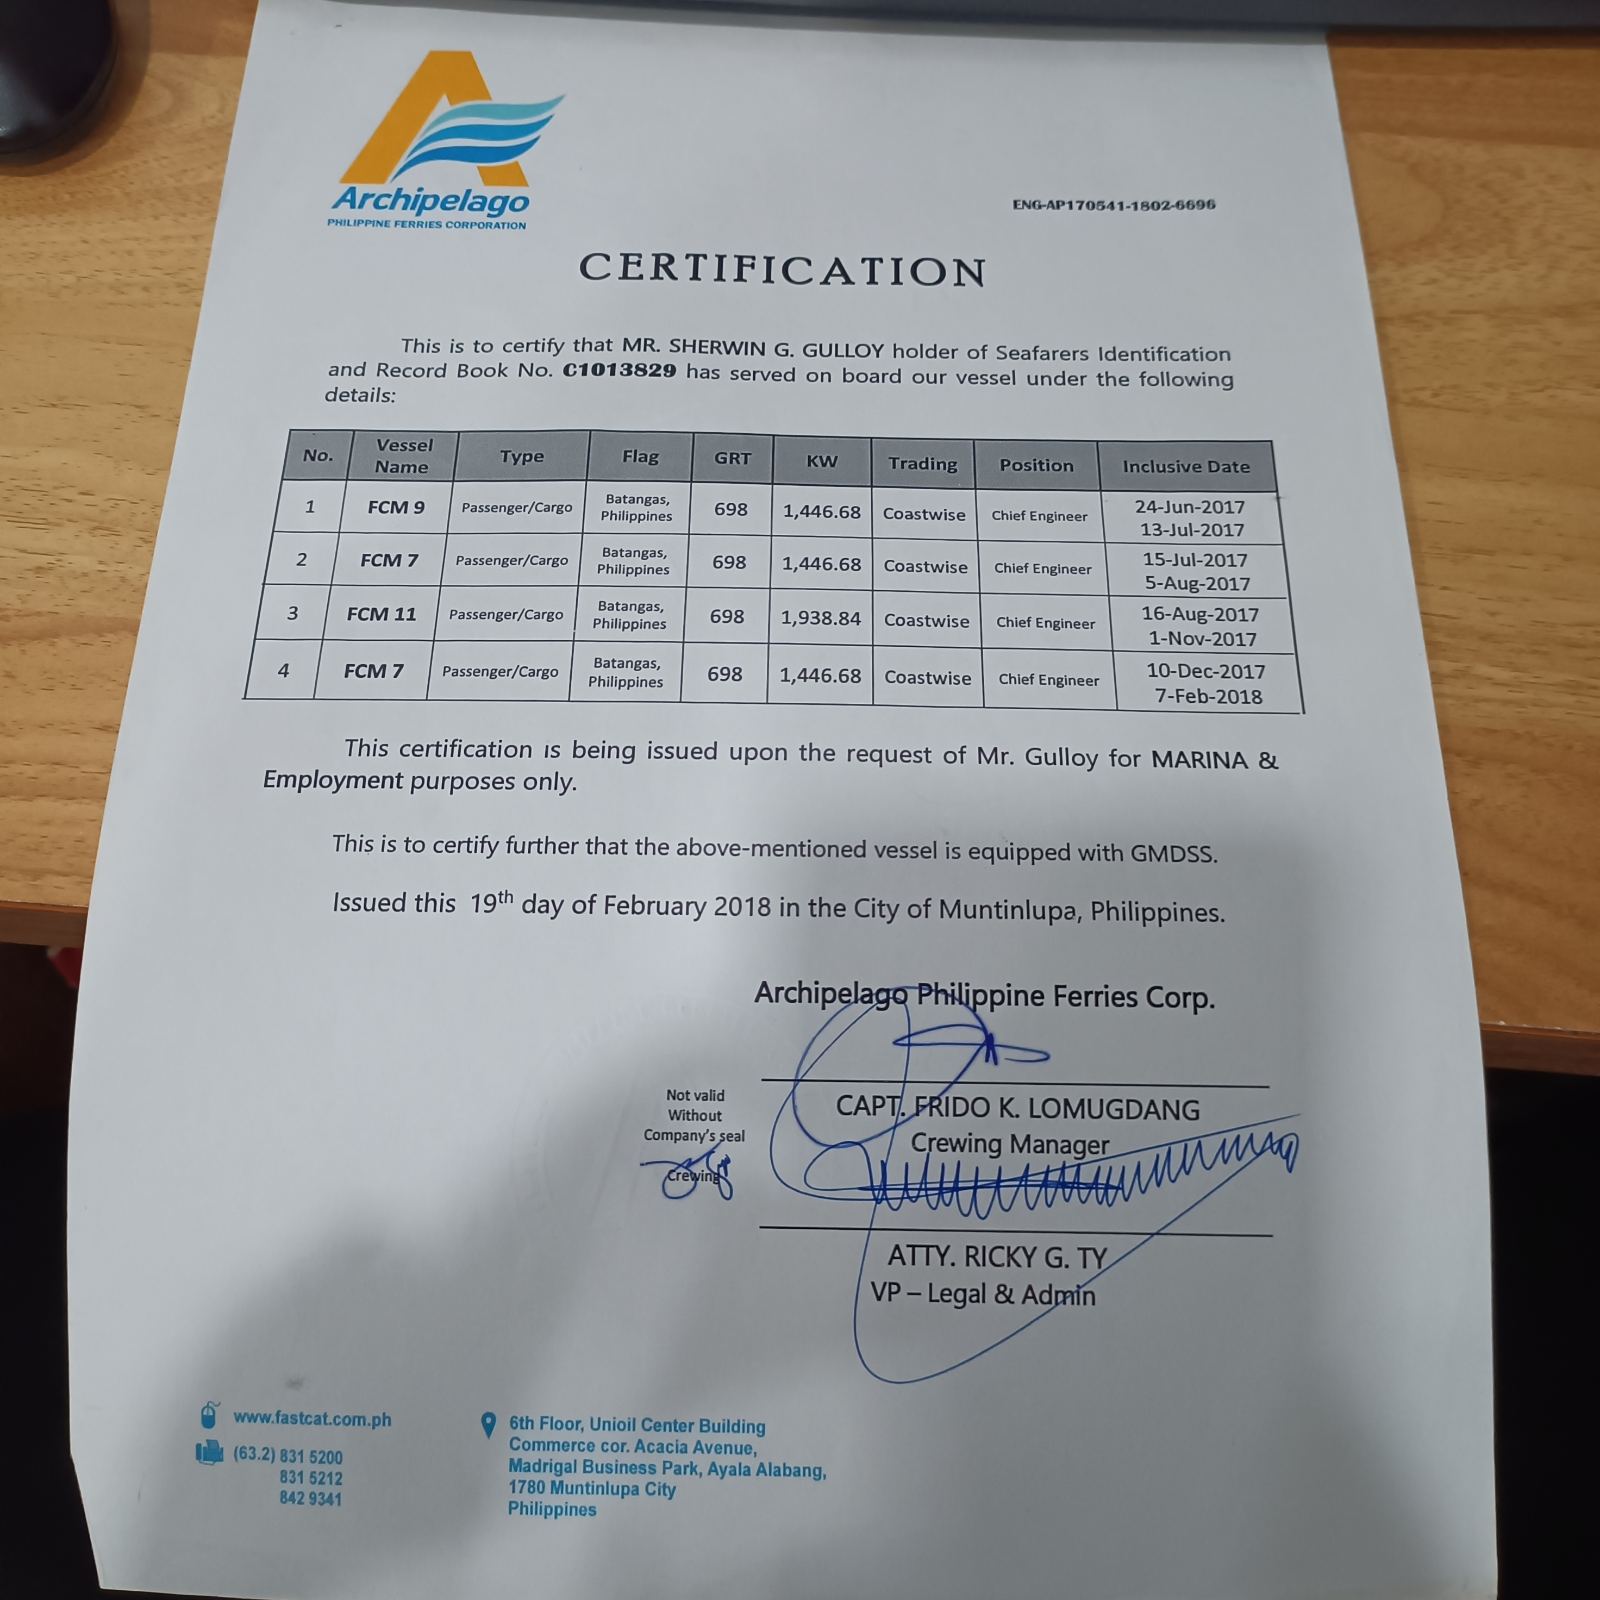 Archipelago
PHILIPPINE FERRIES CORPORATION
ENG-AP170541-1802-6696
CERTIFICATION
This is to certify that MR. SHERWIN G. GULLOY holder of Seafarers Identification
and Record Book No. C1013829 has served on board our vessel under the following
details:
No. Vessel Name Type Flag GRT KW Trading Position Inclusive Date
1 FCM 9 Passenger/Cargo Batangas, Philippines 698 1,446.68 Coastwise Chief Engineer 24-Jun-2017 13-Jul-2017
2 FCM 7 Passenger/Cargo Batangas, Philippines 698 1,446.68 Coastwise Chief Engineer 15-Jul-2017 5-Aug-2017
3 FCM 11 Passenger/Cargo Batangas, Philippines 698 1,938.84 Coastwise Chief Engineer 16-Aug-2017 1-Nov-2017
4 FCM 7 Passenger/Cargo Batangas, Philippines 698 1,446.68 Coastwise Chief Engineer 10-Dec-2017 7-Feb-2018
This certification is being issued upon the request of Mr. Gulloy for MARINA &
Employment purposes only.
This is to certify further that the above-mentioned vessel is equipped with GMDSS.
Issued this 19th day of February 2018 in the City of Muntinlupa, Philippines.
Archipelago Philippine Ferries Corp.
CAPT. FRIDO K. LOMUGDANG
Crewing Manager
Not valid
Without
Company's seal
Crewing
ATTY. RICKY G. TY
VP – Legal & Admin
www.fastcat.com.ph
(63.2) 831 5200
831 5212
842 9341
6th Floor, Unioil Center Building
Commerce cor. Acacia Avenue,
Madrigal Business Park, Ayala Alabang,
1780 Muntinlupa City
Philippines